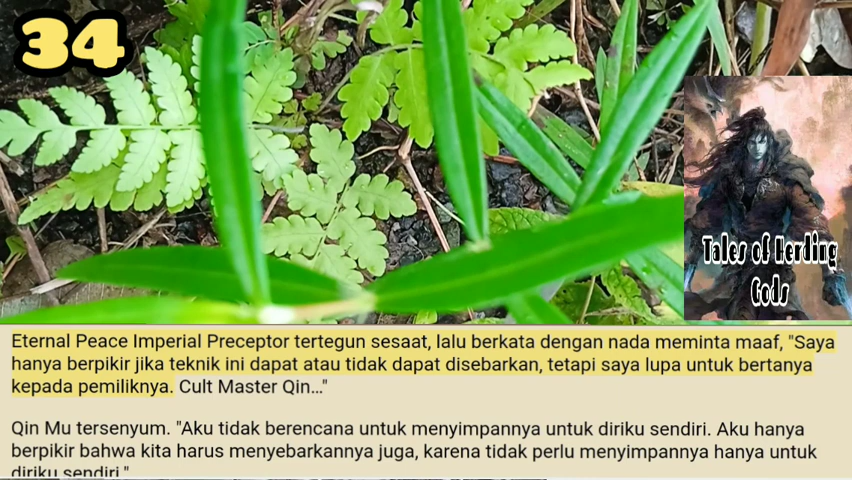 34
Tales of Herding
Gods
Eternal Peace Imperial Preceptor tertegun sesaat, lalu berkata dengan nada meminta maaf, "Saya
hanya berpikir jika teknik ini dapat atau tidak dapat disebarkan, tetapi saya lupa untuk bertanya
kepada pemiliknya. Cult Master Qin…"
Qin Mu tersenyum. "Aku tidak berencana untuk menyimpannya untuk diriku sendiri. Aku hanya
berpikir bahwa kita harus menyebarkannya juga, karena tidak perlu menyimpannya hanya untuk
diriku sendiri."